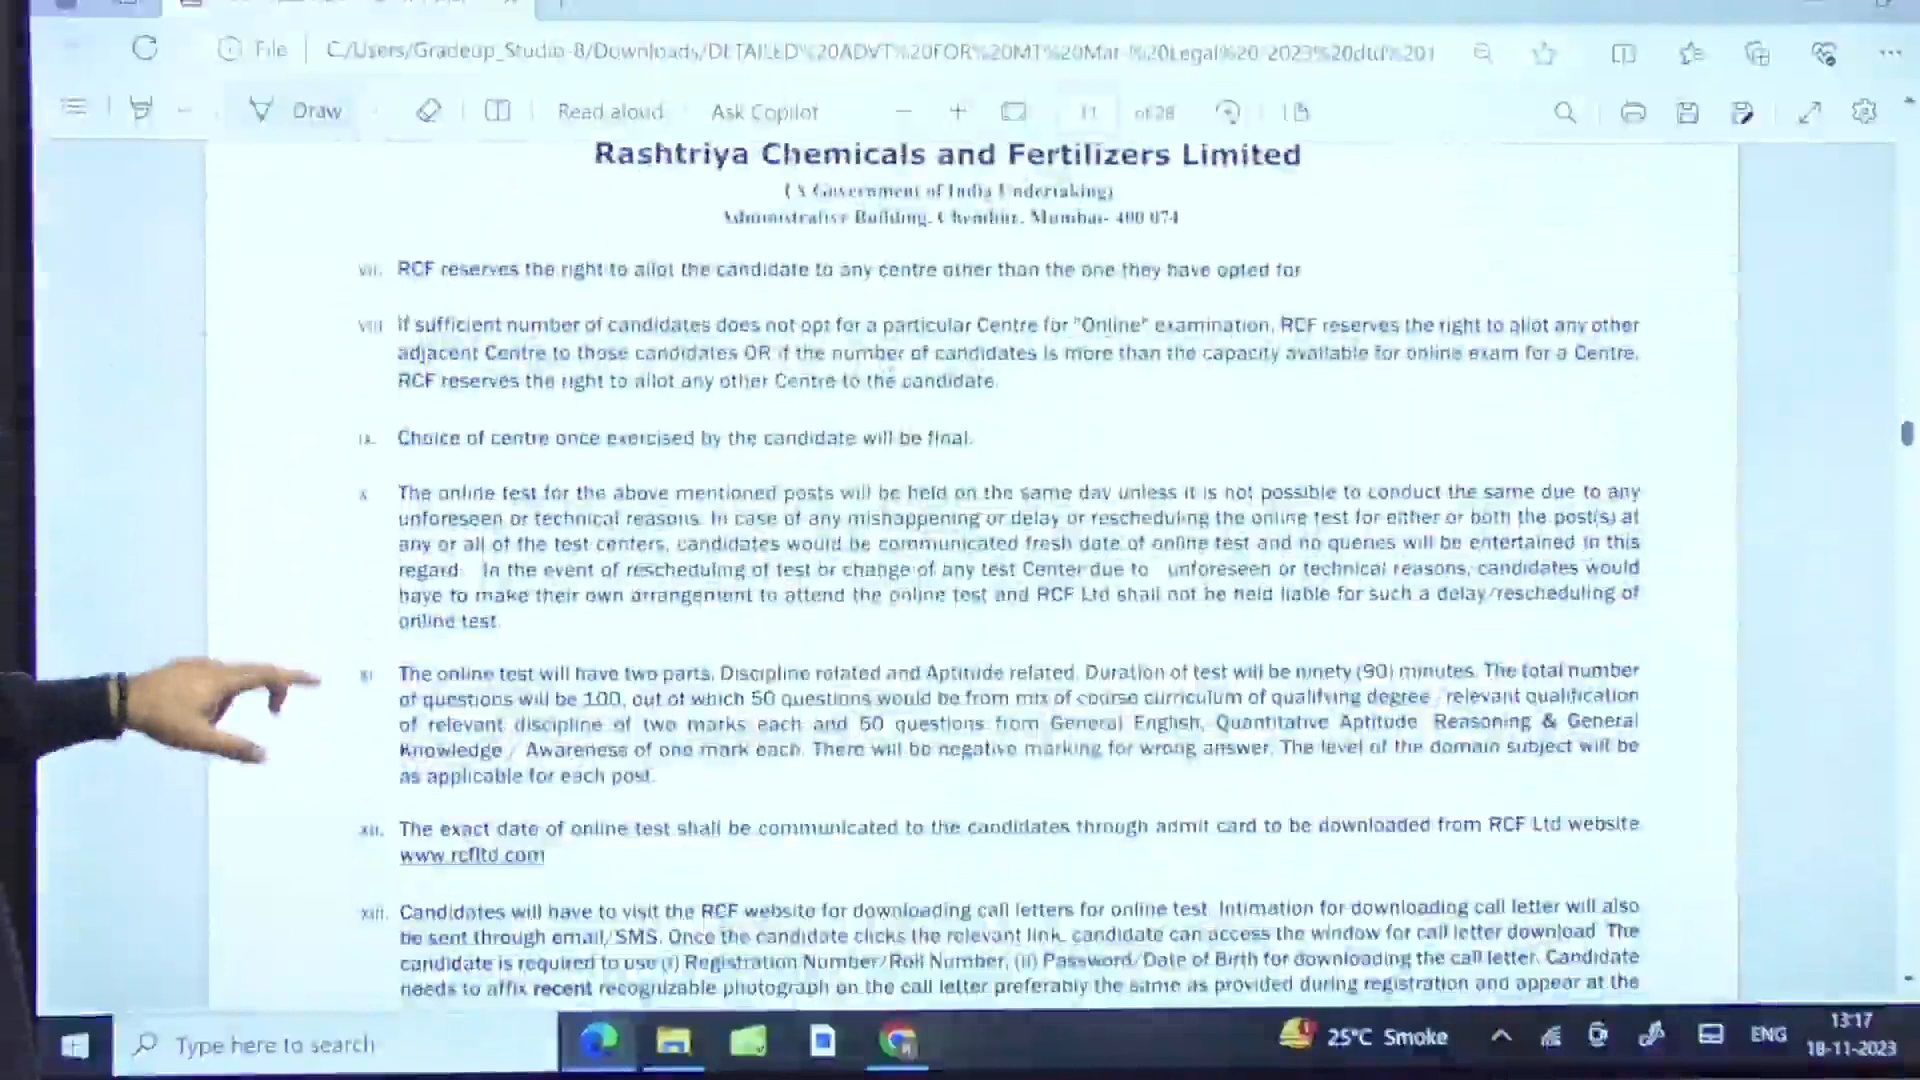 File
C:/Users/Gradeup_Studio-8/Downloads/DETAILED%20ADVT%20FOR%20MT%20Mar-%20Legal%20-2023%20dtd%201
Draw
Read aloud
Ask Copilot
11
of 28
Rashtriya Chemicals and Fertilizers Limited
(A Government of India Undertaking)
Administrative Building, Chembur, Mumbai- 400 074
vii. RCF reserves the right to allot the candidate to any centre other than the one they have opted for
viii If sufficient number of candidates does not opt for a particular Centre for "Online" examination, RCF reserves the right to allot any other
adjacent Centre to those candidates OR if the number of candidates is more than the capacity available for online exam for a Centre,
RCF reserves the right to allot any other Centre to the candidate.
ix. Choice of centre once exercised by the candidate will be final.
x The online test for the above mentioned posts will be held on the same day unless it is not possible to conduct the same due to any
unforeseen or technical reasons. In case of any mishappening or delay or rescheduling the online test for either or both the post(s) at
any or all of the test centers, candidates would be communicated fresh date of online test and no queries will be entertained in this
regard. In the event of rescheduling of test or change of any test Center due to unforeseen or technical reasons, candidates would
have to make their own arrangement to attend the online test and RCF Ltd shall not be held liable for such a delay/rescheduling of
online test.
xi The online test will have two parts, Discipline related and Aptitude related. Duration of test will be ninety (90) minutes. The total number
of questions will be 100, out of which 50 questions would be from mix of course curriculum of qualifying degree / relevant qualification
of relevant discipline of two marks each and 50 questions from General English, Quantitative Aptitude Reasoning & General
Knowledge / Awareness of one mark each. There will be negative marking for wrong answer. The level of the domain subject will be
as applicable for each post.
xii. The exact date of online test shall be communicated to the candidates through admit card to be downloaded from RCF Ltd website
www.rcfltd.com
xiii. Candidates will have to visit the RCF website for downloading call letters for online test. Intimation for downloading call letter will also
be sent through email/SMS. Once the candidate clicks the relevant link, candidate can access the window for call letter download. The
candidate is required to use (i) Registration Number/Roll Number, (ii) Password/Date of Birth for downloading the call letter. Candidate
needs to affix recent recognizable photograph on the call letter preferably the same as provided during registration and appear at the
Type here to search
25°C Smoke
ENG
13:17
18-11-2023